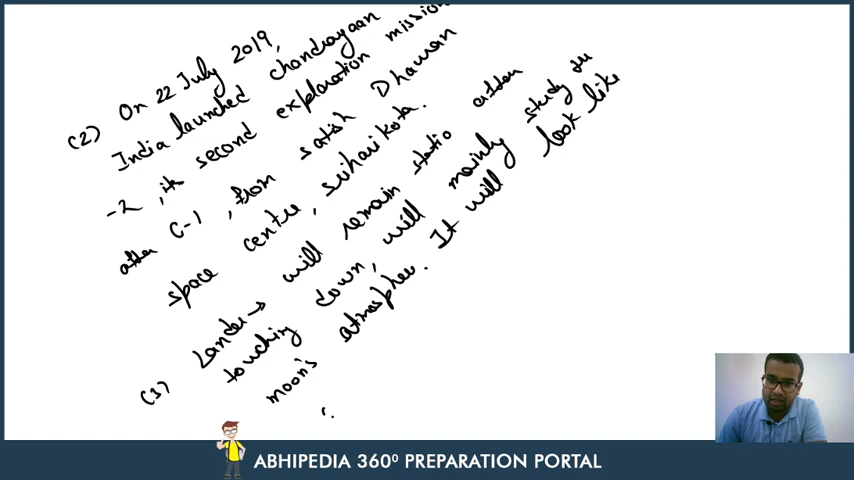 (2) On 22 July 2019,
India launched chandrayaan
-2, its second exploration mission
after C-1, from satish Dhawan
space centre, sriharikota.
(3) Lander → will remain static after
touching down, will mainly study the
moon's atmosphere. It will look like
ABHIPEDIA 360° PREPARATION PORTAL